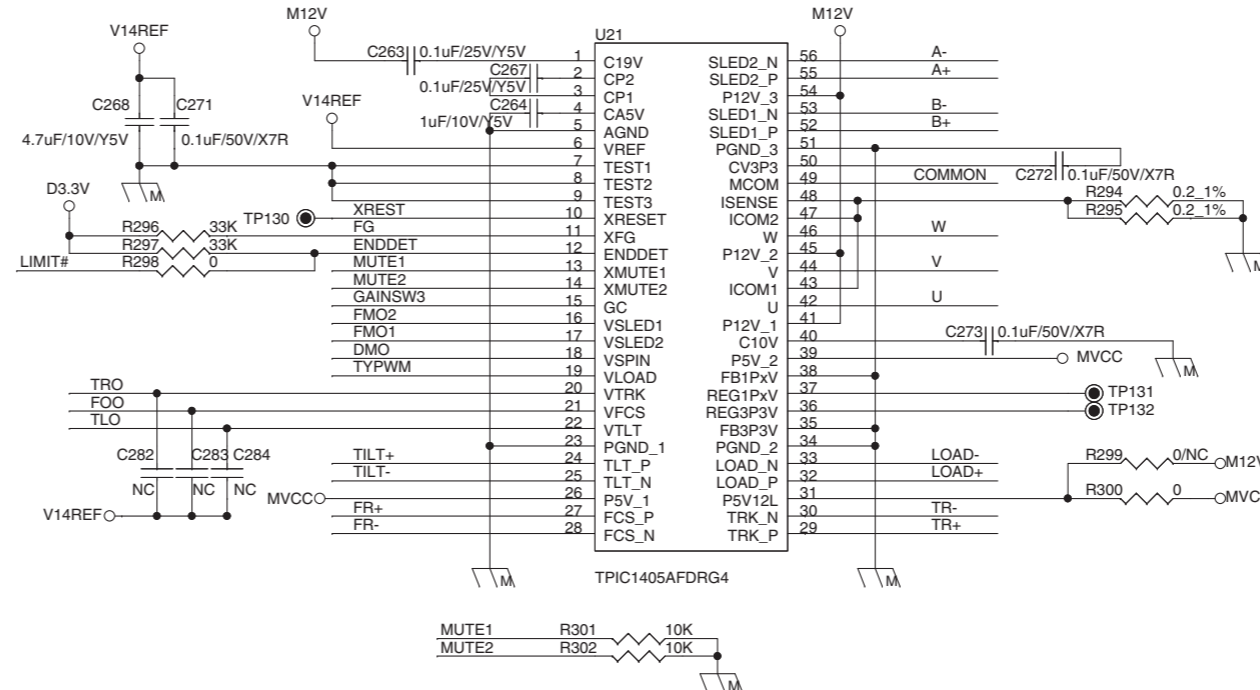 M12V
M12V
V14REF
U21
C263 0.1uF/25V/Y5V
1 C19V SLED2_N 56 A-
C267
2 CP2 SLED2_P 55 A+
0.1uF/25V/Y5V
3 CP1 P12V_3 54
C268 C271 V14REF C264
4 CA5V SLED1_N 53 B-
1uF/10V/Y5V
5 AGND SLED1_P 52 B+
4.7uF/10V/Y5V 0.1uF/50V/X7R
6 VREF PGND_3 51
7 TEST1 CV3P3 50
C272 0.1uF/50V/X7R
8 TEST2 MCOM 49 COMMON
M
D3.3V
9 TEST3 ISENSE 48 R294 0.2_1%
TP130 XREST 10 XRESET ICOM2 47 R295 0.2_1%
R296 33K FG 11 XFG W 46 W
R297 33K ENDDET 12 ENDDET P12V_2 45
LIMIT# R298 0 MUTE1 13 XMUTE1 V 44 V
M
MUTE2 14 XMUTE2 ICOM1 43
GAINSW3 15 GC U 42 U
FMO2 16 VSLED1 P12V_1 41
FMO1 17 VSLED2 C10V 40 C273 0.1uF/50V/X7R
DMO 18 VSPIN P5V_2 39 MVCC
M
TYPWM 19 VLOAD FB1PxV 38
TRO 20 VTRK REG1PxV 37 TP131
FOO 21 VFCS REG3P3V 36 TP132
TLO 22 VTLT FB3P3V 35
23 PGND_1 PGND_2 34
C282 C283 C284
TILT+ 24 TLT_P LOAD_N 33 LOAD- R299 0/NC M12V
TILT- 25 TLT_N LOAD_P 32 LOAD+
NC NC NC
MVCC 26 P5V_1 P5V12L 31 R300 0 MVC
V14REF FR+ 27 FCS_P TRK_N 30 TR-
FR- 28 FCS_N TRK_P 29 TR+
M TPIC1405AFDRG4 M
MUTE1 R301 10K
MUTE2 R302 10K
M